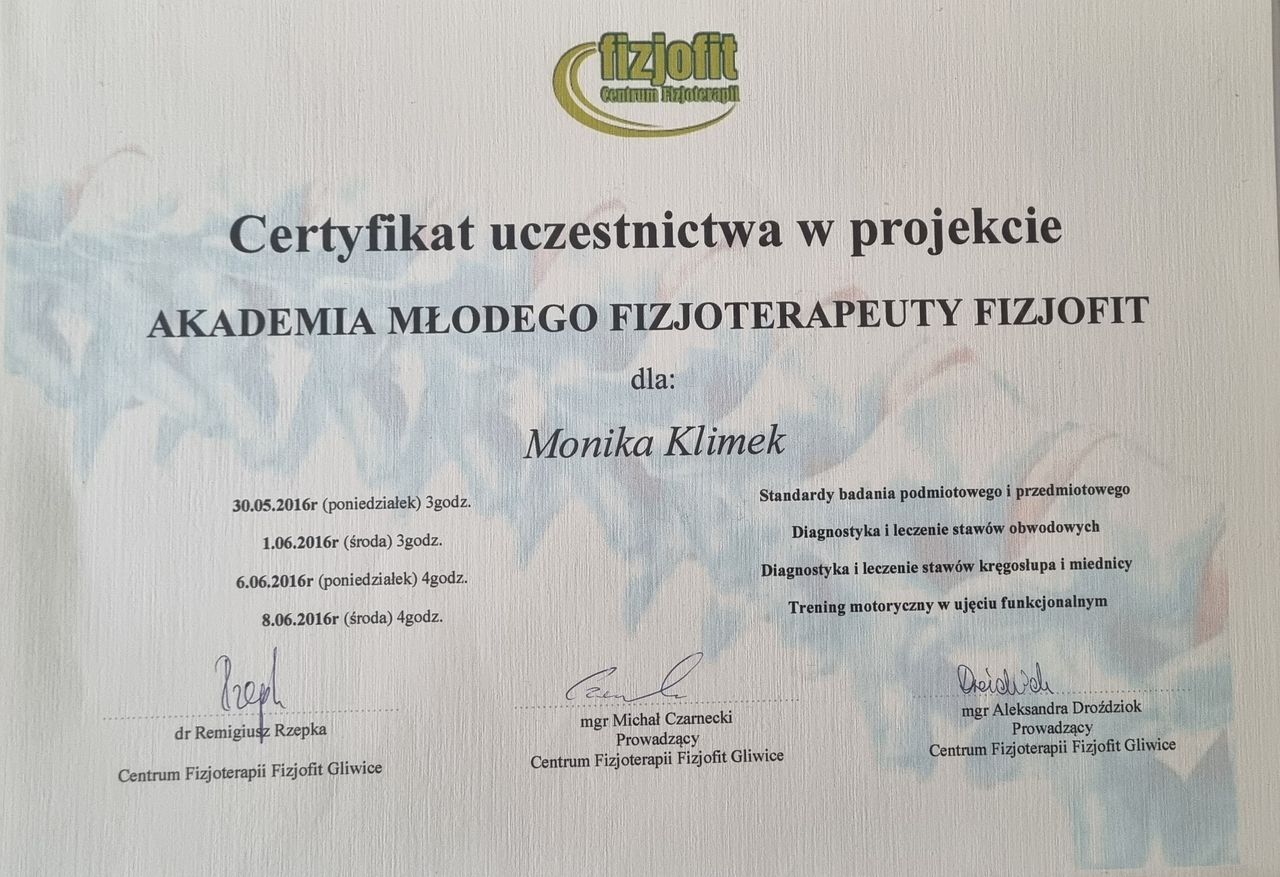 fizjofit
Centrum Fizjoterapii
Certyfikat uczestnictwa w projekcie
AKADEMIA MŁODEGO FIZJOTERAPEUTY FIZJOFIT
dla:
Monika Klimek
30.05.2016r (poniedziałek) 3godz.
1.06.2016r (środa) 3godz.
6.06.2016r (poniedziałek) 4godz.
8.06.2016r (środa) 4godz.
Standardy badania podmiotowego i przedmiotowego
Diagnostyka i leczenie stawów obwodowych
Diagnostyka i leczenie stawów kręgosłupa i miednicy
Trening motoryczny w ujęciu funkcjonalnym
Rzepk
dr Remigiusz Rzepka
Centrum Fizjoterapii Fizjofit Gliwice
mgr Michał Czarnecki
Prowadzący
Centrum Fizjoterapii Fizjofit Gliwice
mgr Aleksandra Droździok
Prowadzący
Centrum Fizjoterapii Fizjofit Gliwice